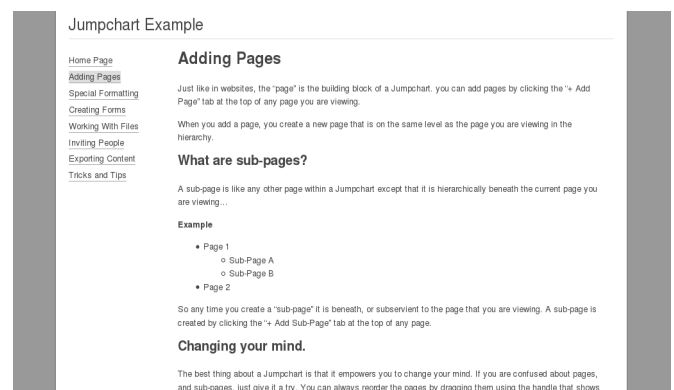 Jumpchart Example
Home Page
Adding Pages
Special Formatting
Creating Forms
Working With Files
Inviting People
Exporting Content
Tricks and Tips
Adding Pages
Just like in websites, the “page” is the building block of a Jumpchart. you can add pages by clicking the “+ Add
Page” tab at the top of any page you are viewing.
When you add a page, you create a new page that is on the same level as the page you are viewing in the
hierarchy.
What are sub-pages?
A sub-page is like any other page within a Jumpchart except that it is hierarchically beneath the current page you
are viewing...
Example
Page 1
Sub-Page A
Sub-Page B
Page 2
So any time you create a “sub-page” it is beneath, or subservient to the page that you are viewing. A sub-page is
created by clicking the “+ Add Sub-Page” tab at the top of any page.
Changing your mind.
The best thing about a Jumpchart is that it empowers you to change your mind. If you are confused about pages,
and sub-pages, just give it a try. You can always reorder the pages by dragging them using the handle that shows